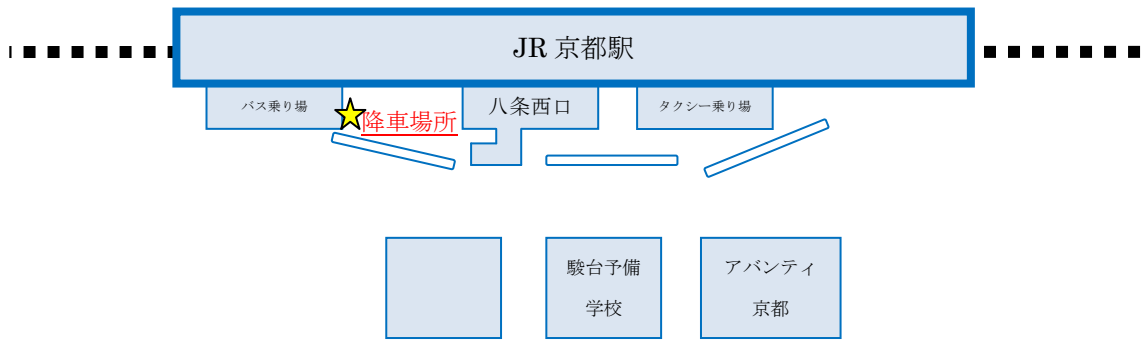 JR 京都駅
バス乗り場
降車場所
八条西口
タクシー乗り場
駿台予備
学校
アバンティ
京都